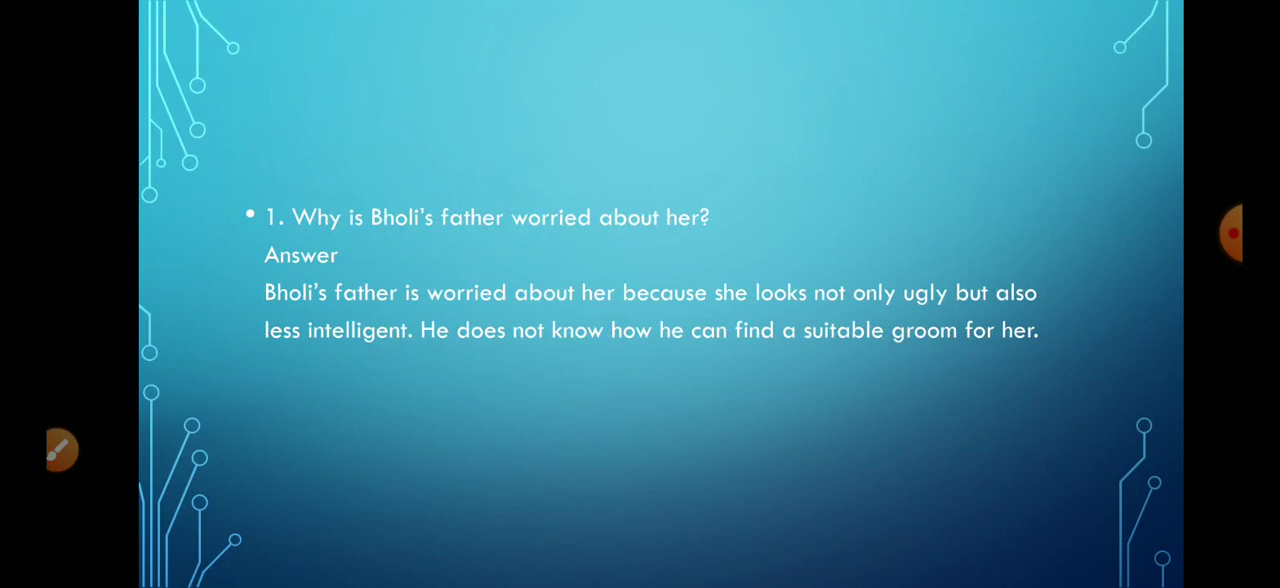 • 1. Why is Bholi's father worried about her?
Answer
Bholi's father is worried about her because she looks not only ugly but also
less intelligent. He does not know how he can find a suitable groom for her.